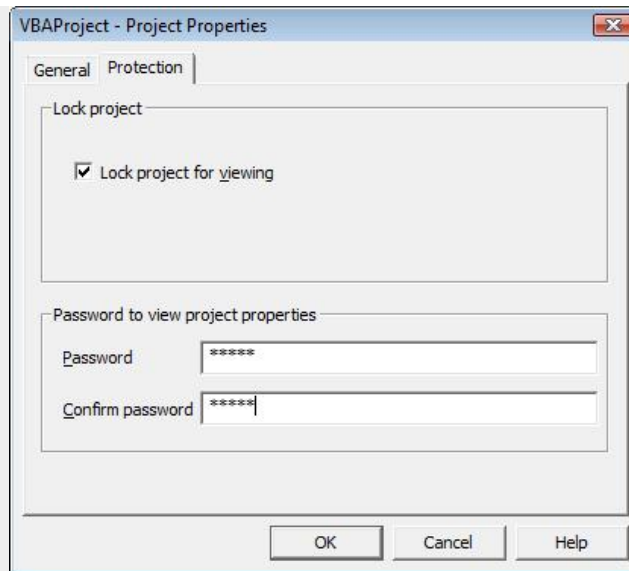 VBAProject - Project Properties
General Protection
Lock project
Lock project for viewing
Password to view project properties
Password *****
Confirm password *****
OK Cancel Help